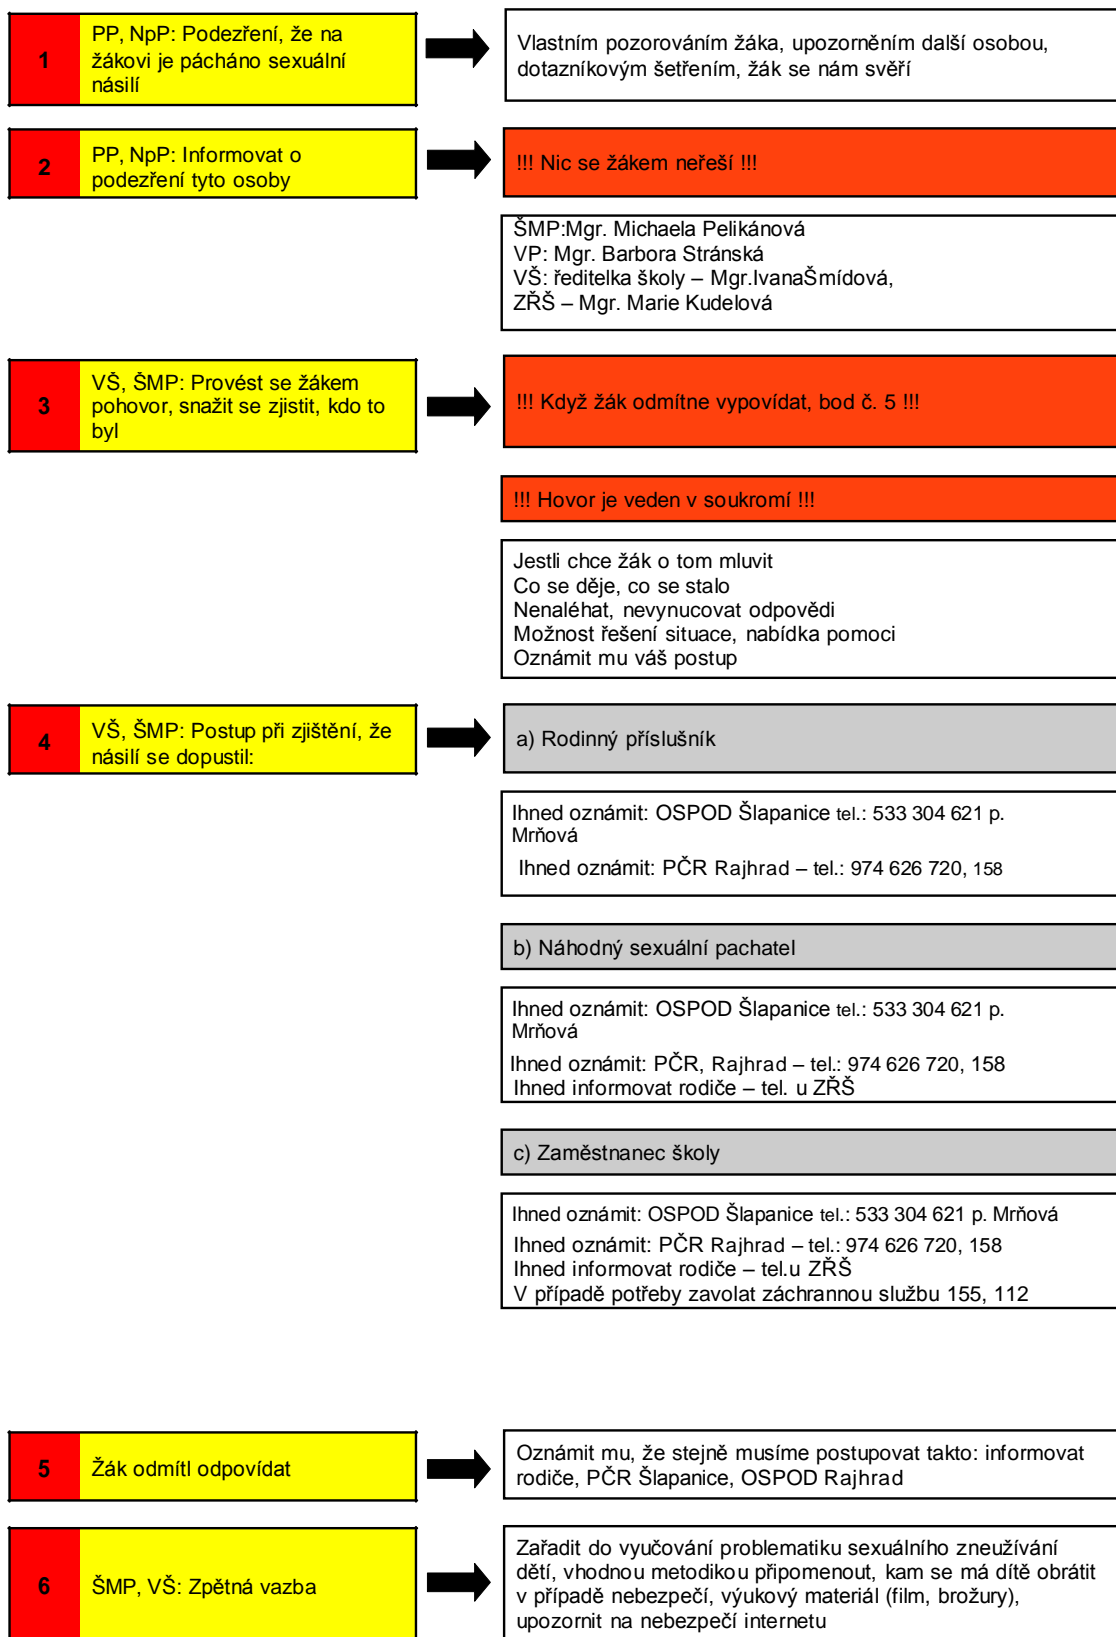 1
PP, NpP: Podezření, že na
žákovi je pácháno sexuální
násilí
Vlastním pozorováním žáka, upozorněním další osobou,
dotazníkovým šetřením, žák se nám svěří
2
PP, NpP: Informovat o
podezření tyto osoby
!!! Nic se žákem neřeší !!!
ŠMP:Mgr. Michaela Pelikánová
VP: Mgr. Barbora Stránská
VŠ: ředitelka školy – Mgr.IvanaŠmídová,
ZŘŠ – Mgr. Marie Kudelová
3
VŠ, ŠMP: Provést se žákem
pohovor, snažit se zjistit, kdo to
byl
!!! Když žák odmítne vypovídat, bod č. 5 !!!
!!! Hovor je veden v soukromí !!!
Jestli chce žák o tom mluvit
Co se děje, co se stalo
Nenaléhat, nevynucovat odpovědi
Možnost řešení situace, nabídka pomoci
Oznámit mu váš postup
4
VŠ, ŠMP: Postup při zjištění, že
násilí se dopustil:
a) Rodinný příslušník
Ihned oznámit: OSPOD Šlapanice tel.: 533 304 621 p.
Mrňová
Ihned oznámit: PČR Rajhrad – tel.: 974 626 720, 158
b) Náhodný sexuální pachatel
Ihned oznámit: OSPOD Šlapanice tel.: 533 304 621 p.
Mrňová
Ihned oznámit: PČR, Rajhrad – tel.: 974 626 720, 158
Ihned informovat rodiče – tel. u ZŘŠ
c) Zaměstnanec školy
Ihned oznámit: OSPOD Šlapanice tel.: 533 304 621 p. Mrňová
Ihned oznámit: PČR Rajhrad – tel.: 974 626 720, 158
Ihned informovat rodiče – tel.u ZŘŠ
V případě potřeby zavolat záchrannou službu 155, 112
5
Žák odmítl odpovídat
Oznámit mu, že stejně musíme postupovat takto: informovat
rodiče, PČR Šlapanice, OSPOD Rajhrad
6
ŠMP, VŠ: Zpětná vazba
Zařadit do vyučování problematiku sexuálního zneužívání
dětí, vhodnou metodikou připomenout, kam se má dítě obrátit
v případě nebezpečí, výukový materiál (film, brožury),
upozornit na nebezpečí internetu